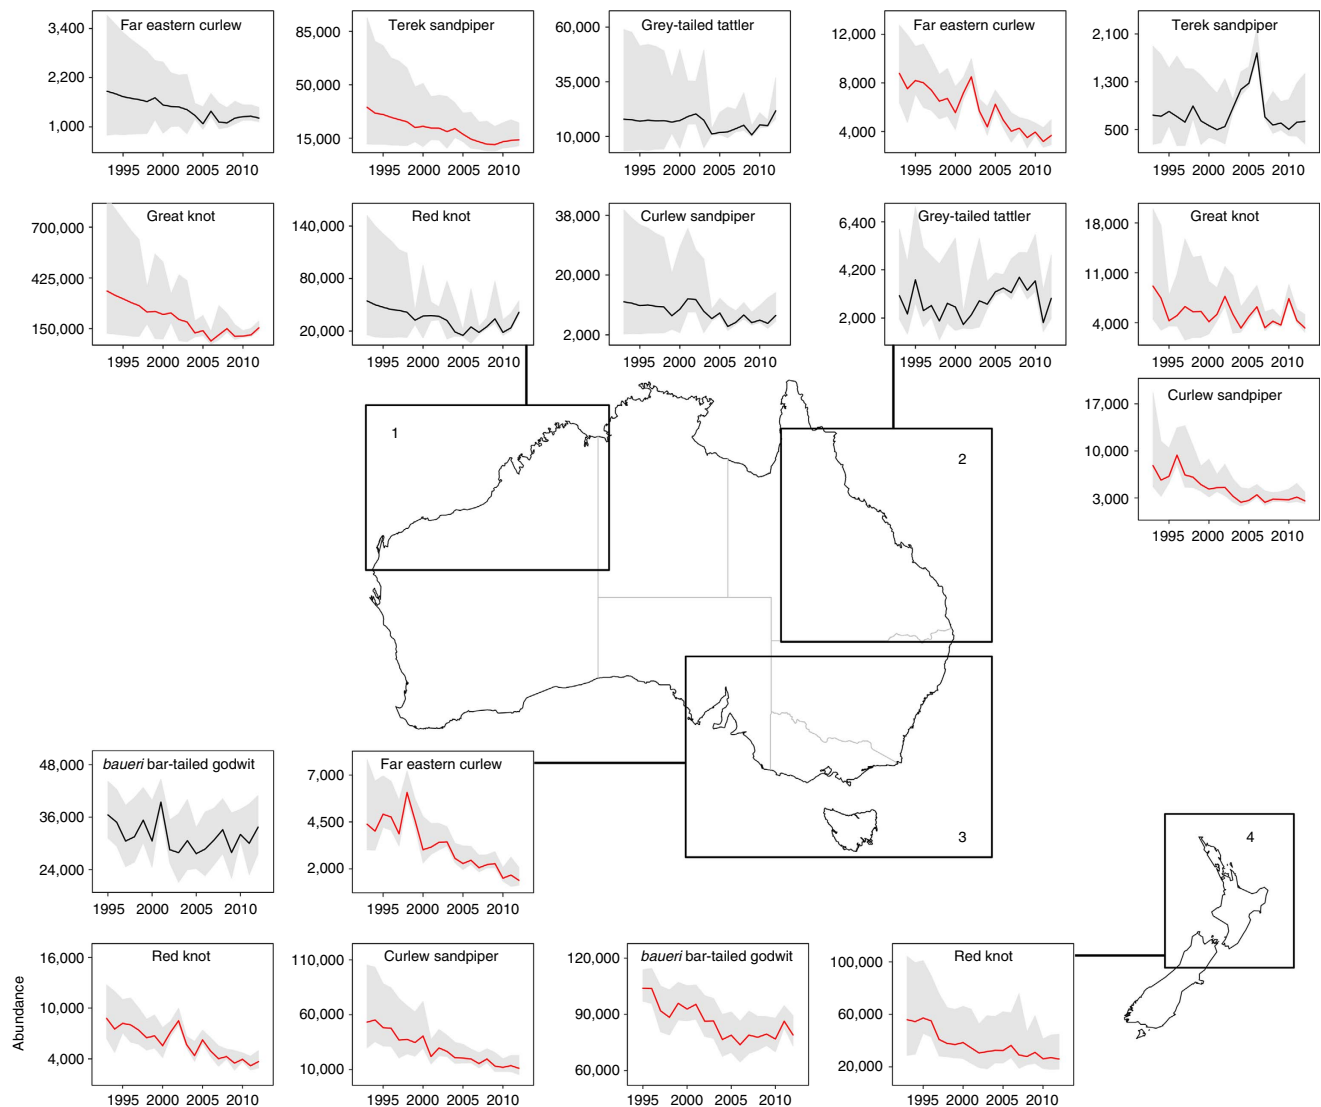 Far eastern curlew
3,400
2,200
1,000
1995 2000 2005 2010
Terek sandpiper
85,000
50,000
15,000
1995 2000 2005 2010
Grey-tailed tattler
60,000
35,000
10,000
1995 2000 2005 2010
Far eastern curlew
12,000
8,000
4,000
1995 2000 2005 2010
Terek sandpiper
2,100
1,300
500
1995 2000 2005 2010
Great knot
700,000
425,000
150,000
1995 2000 2005 2010
Red knot
140,000
80,000
20,000
1995 2000 2005 2010
Curlew sandpiper
38,000
20,000
2,000
1995 2000 2005 2010
Grey-tailed tattler
6,400
4,200
2,000
1995 2000 2005 2010
Great knot
18,000
11,000
4,000
1995 2000 2005 2010
Curlew sandpiper
17,000
10,000
3,000
1995 2000 2005 2010
1
2
3
4
baueri bar-tailed godwit
48,000
36,000
24,000
1995 2000 2005 2010
Far eastern curlew
7,000
4,500
2,000
1995 2000 2005 2010
Abundance
Red knot
16,000
10,000
4,000
1995 2000 2005 2010
Curlew sandpiper
110,000
60,000
10,000
1995 2000 2005 2010
baueri bar-tailed godwit
120,000
90,000
60,000
1995 2000 2005 2010
Red knot
100,000
60,000
20,000
1995 2000 2005 2010